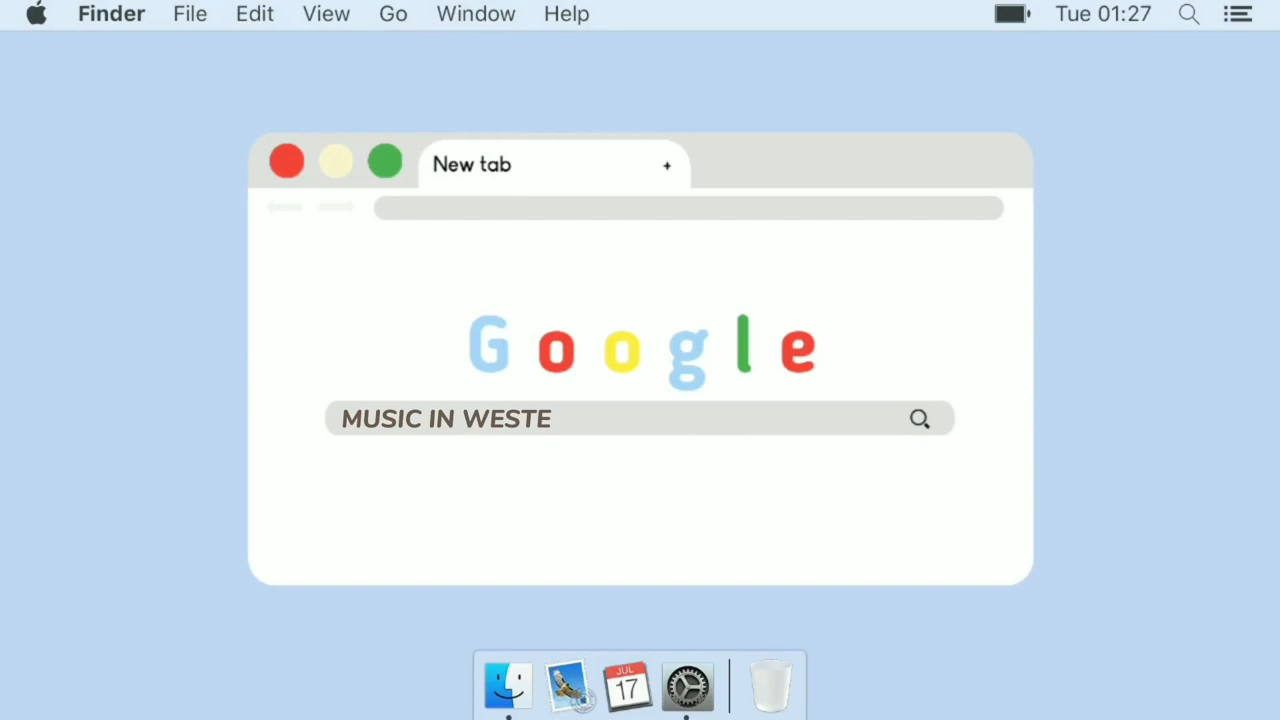 Finder File Edit View Go Window Help Tue 01:27
New tab +
Google
MUSIC IN WESTE
JUL
17